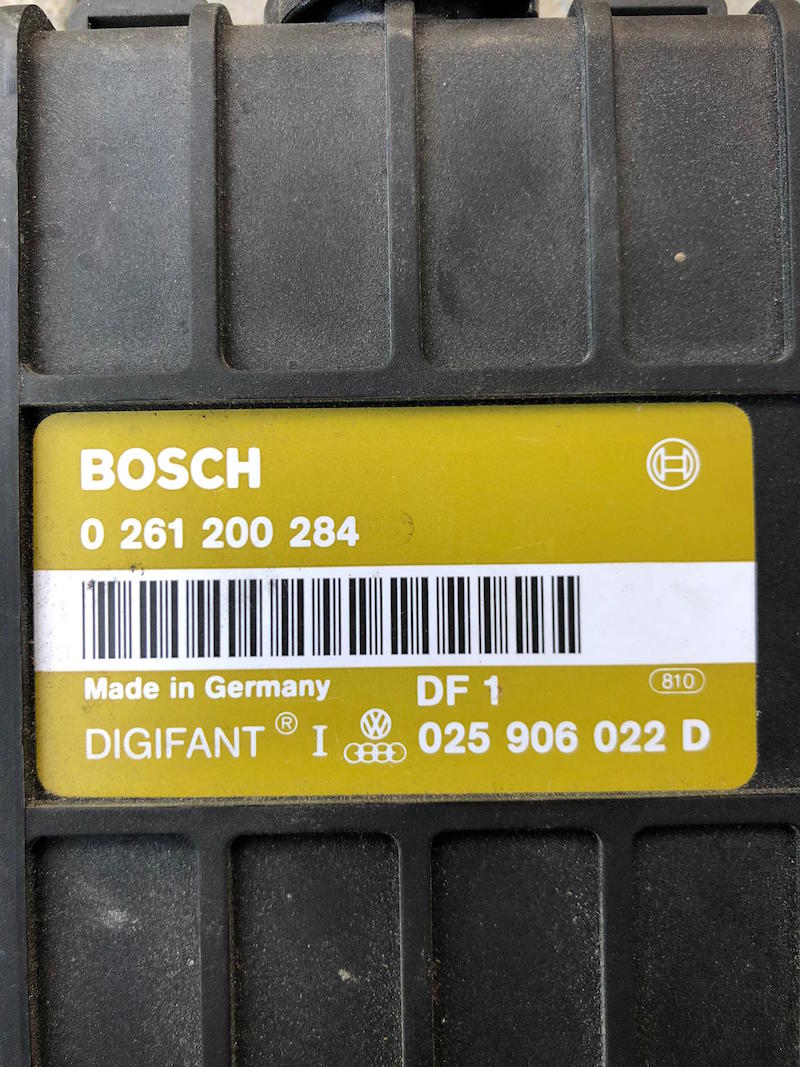 BOSCH
0 261 200 284
Made in Germany DF 1 810
DIGIFANT ® I 025 906 022 D